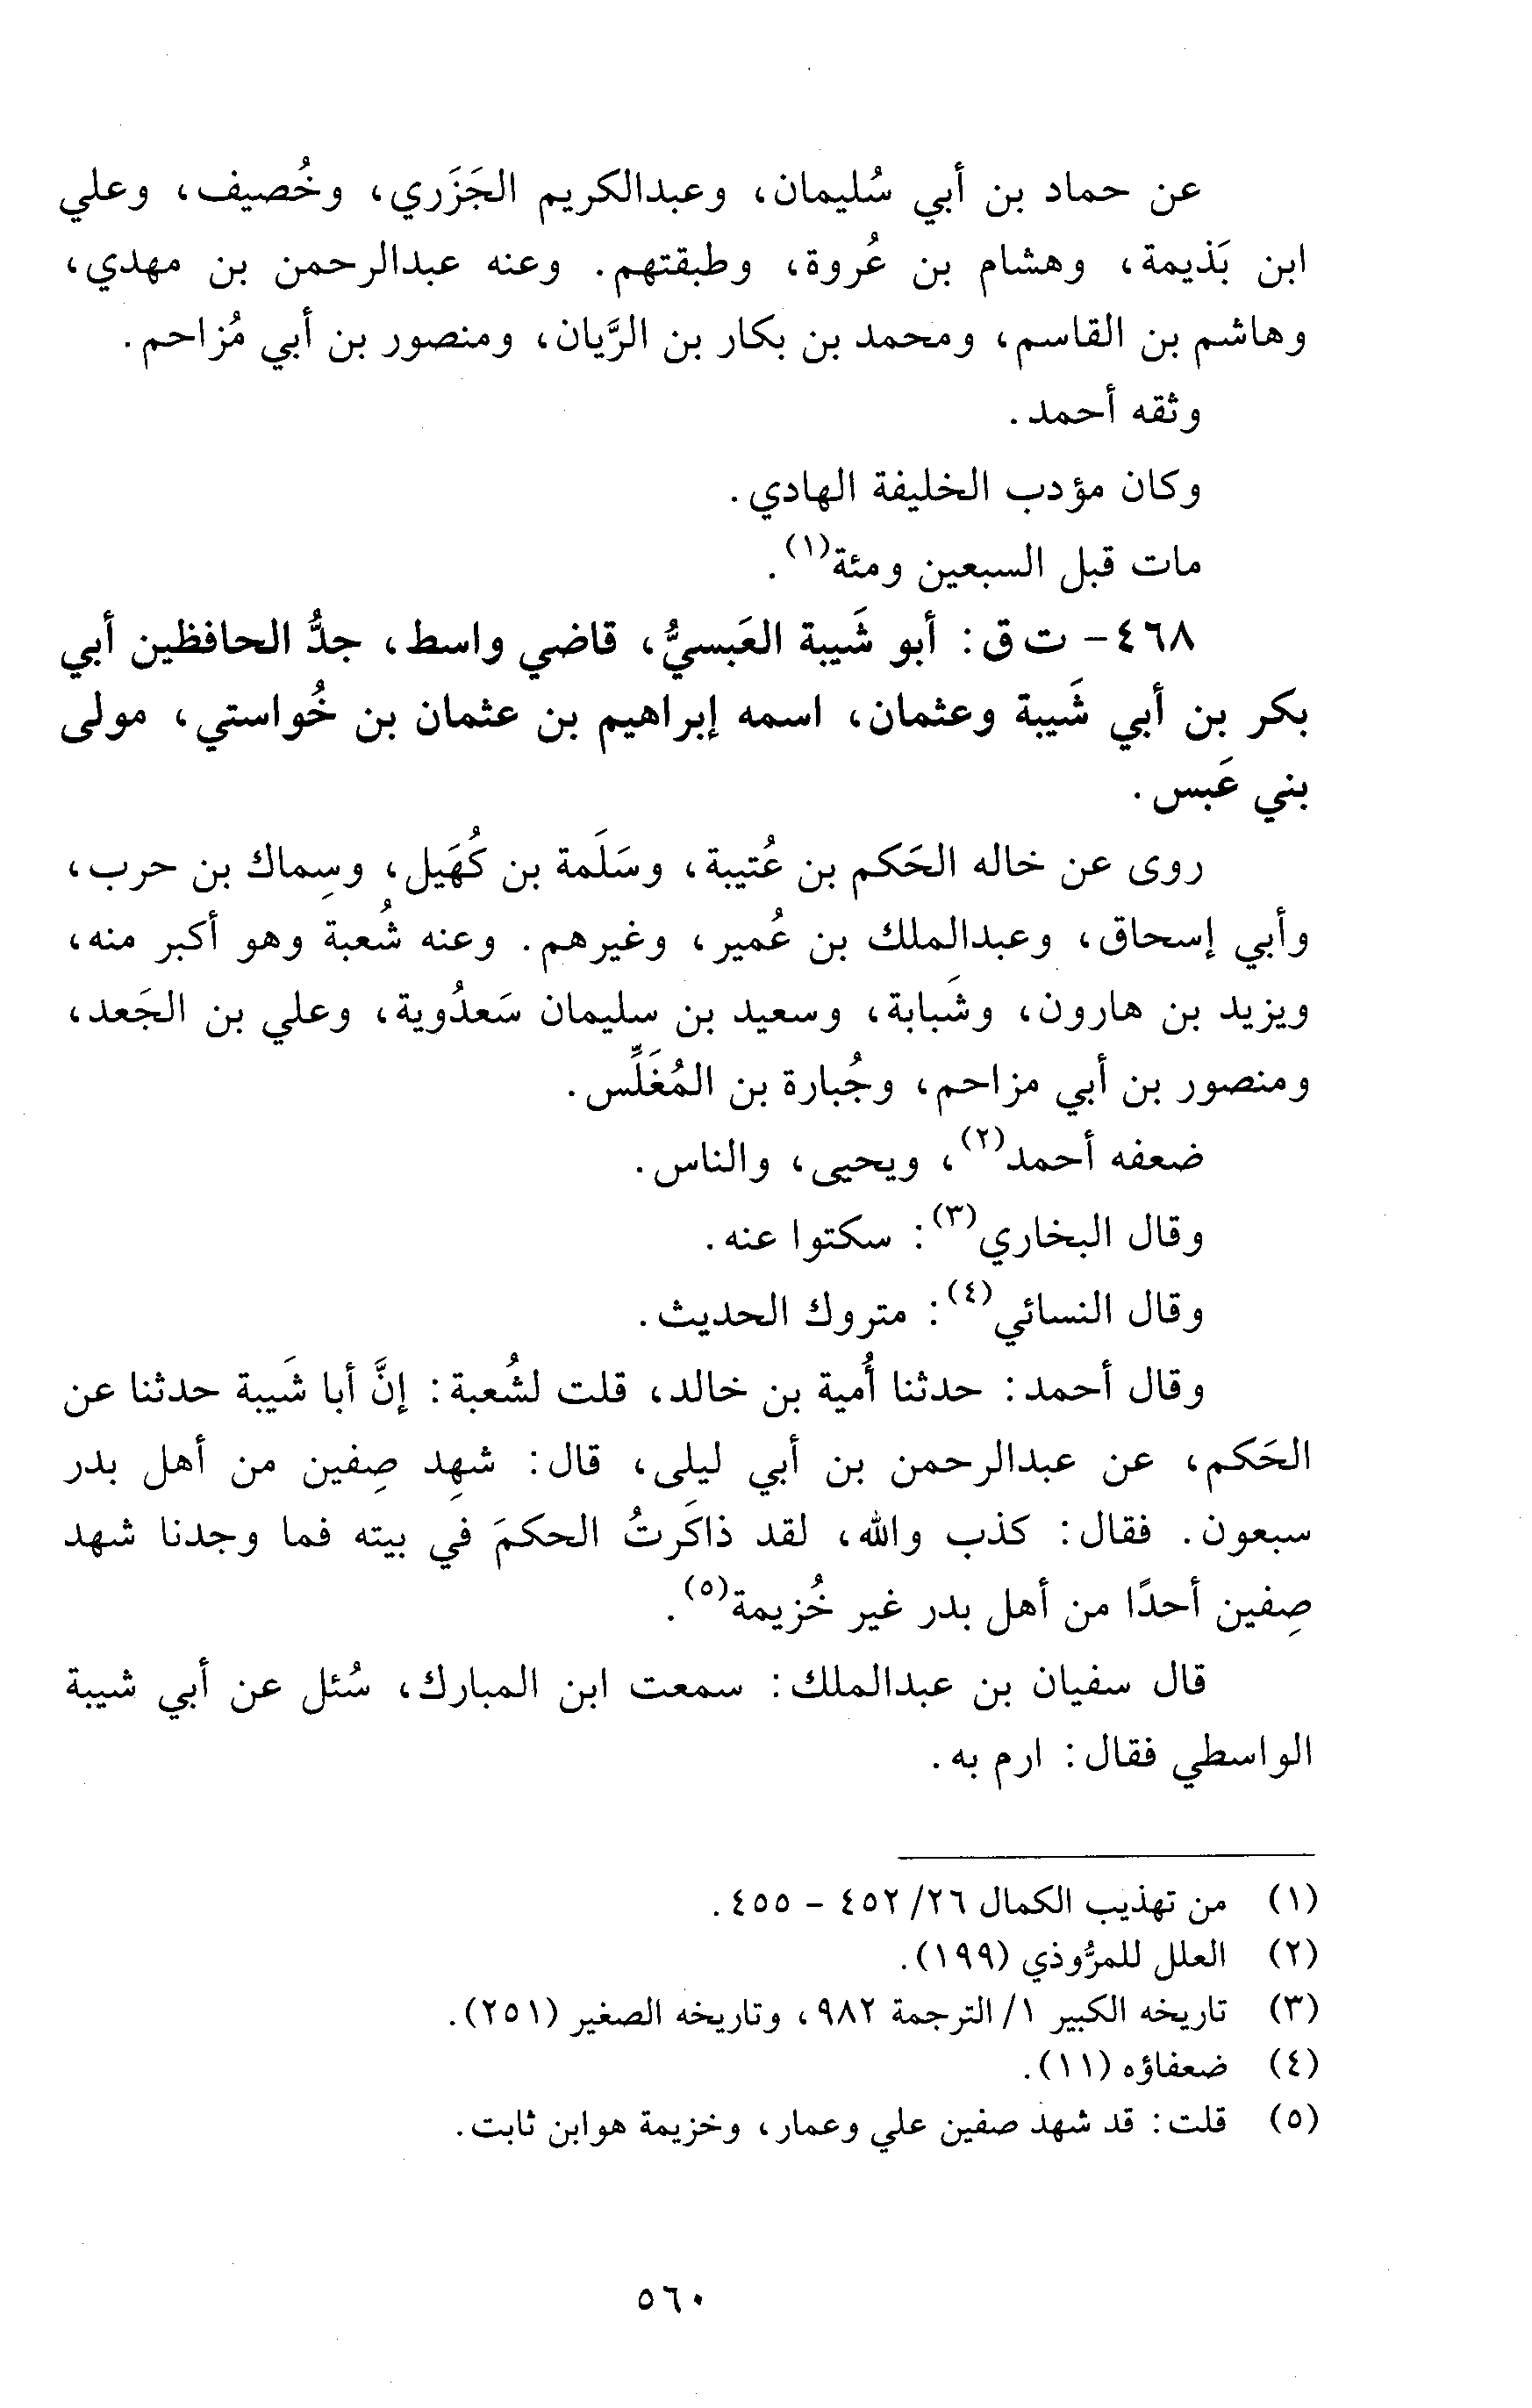 عن حماد بن أبي سُليمان، وعبدالكريم الجَزَري، وخُصيف، وعلي
ابن بَذيمة، وهشام بن عُروة، وطبقتهم. وعنه عبدالرحمن بن مهدي،
وهاشم بن القاسم، ومحمد بن بكار بن الرَّيان، ومنصور بن أبي مُزاحم.
وثقه أحمد.
وكان مؤدب الخليفة الهادي.
مات قبل السبعين ومئة(١).
٤٦٨- ت ق: أبو شَيبة العَبسيُّ، قاضي واسط، جدُّ الحافظين أبي
بكر بن أبي شَيبة وعثمان، اسمه إبراهيم بن عثمان بن خُواستي، مولى
بني عَبس.
روى عن خاله الحَكم بن عُتيبة، وسَلَمة بن كُهَيل، وسِماك بن حرب،
وأبي إسحاق، وعبدالملك بن عُمير، وغيرهم. وعنه شُعبة وهو أكبر منه،
ويزيد بن هارون، وشَبابة، وسعيد بن سليمان سَعدُوية، وعلي بن الجَعد،
ومنصور بن أبي مزاحم، وجُبارة بن المُغَلِّس.
ضعفه أحمد(٢)، ويحيى، والناس.
وقال البخاري(٣): سكتوا عنه.
وقال النسائي(٤): متروك الحديث.
وقال أحمد: حدثنا أُمية بن خالد، قلت لشُعبة: إنَّ أبا شَيبة حدثنا عن
الحَكم، عن عبدالرحمن بن أبي ليلى، قال: شهِد صِفين من أهل بدر
سبعون. فقال: كذب والله، لقد ذاكَرتُ الحكمَ في بيته فما وجدنا شهد
صِفين أحدًا من أهل بدر غير خُزيمة(٥).
قال سفيان بن عبدالملك: سمعت ابن المبارك، سُئل عن أبي شيبة
الواسطي فقال: ارم به.
(١) من تهذيب الكمال ٢٦/ ٤٥٢ - ٤٥٥.
(٢) العلل للمرُّوذي (١٩٩).
(٣) تاريخه الكبير ١/ الترجمة ٩٨٢، وتاريخه الصغير (٢٥١).
(٤) ضعفاؤه (١١).
(٥) قلت: قد شهد صفين علي وعمار، وخزيمة هو ابن ثابت.
٥٦٠